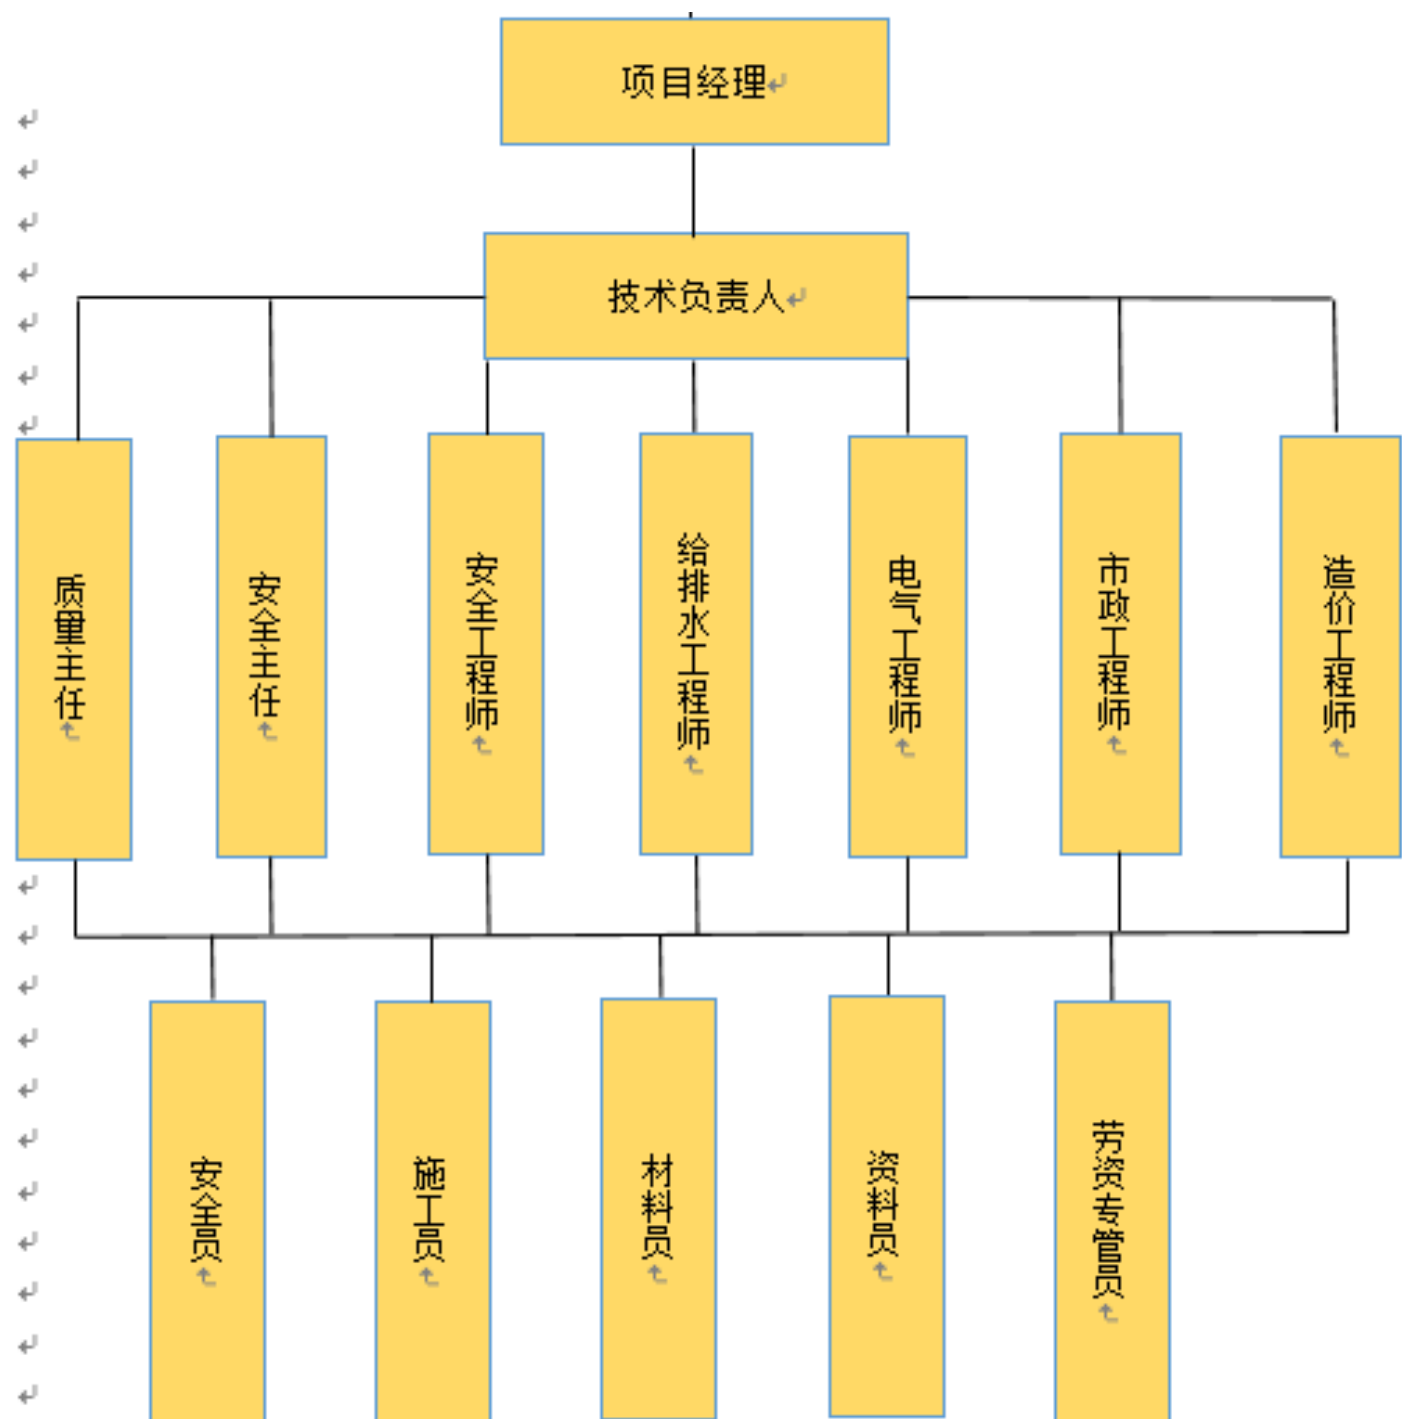 项目经理
技术负责人
质量主任
安全主任
安全工程师
给排水工程师
电气工程师
市政工程师
造价工程师
安全员
施工员
材料员
资料员
劳资专管员